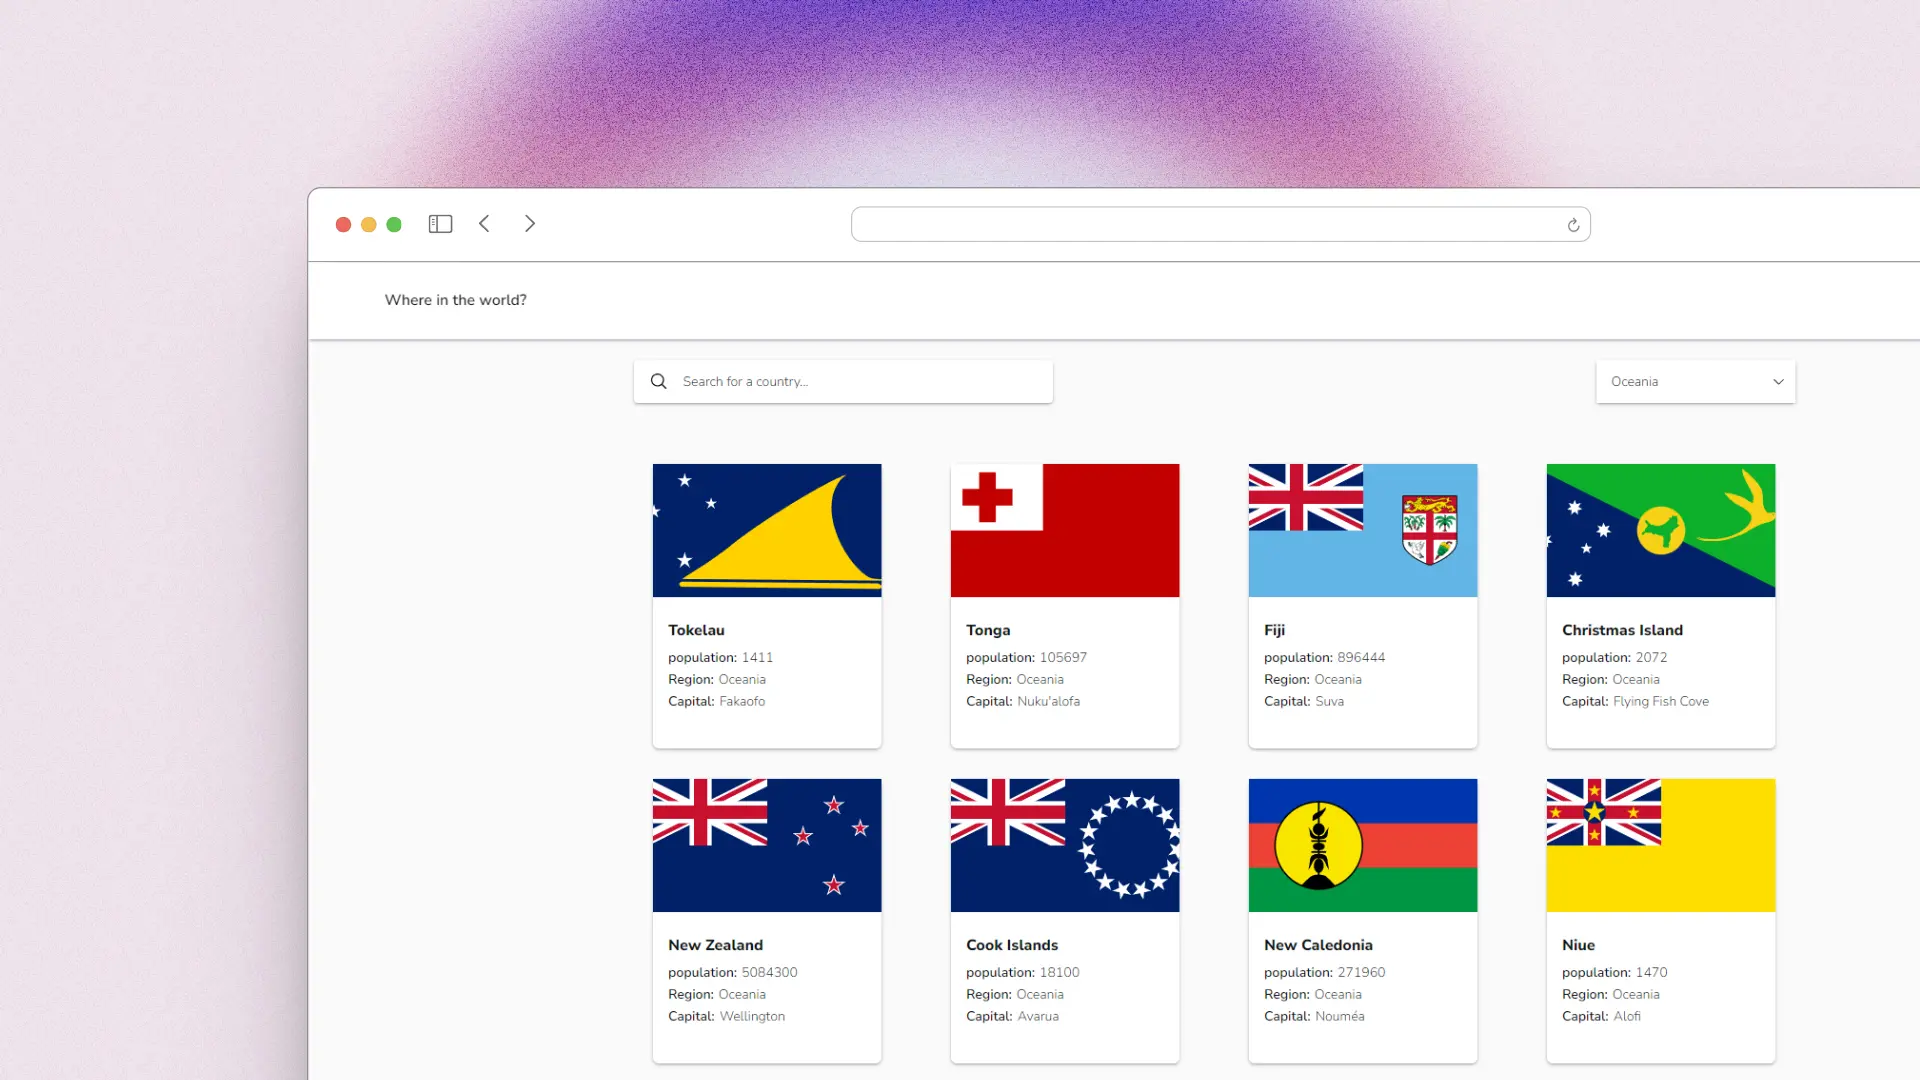 Where in the world?
Search for a country...
Oceania
Tokelau
population: 1411
Region: Oceania
Capital: Fakaofo
Tonga
population: 105697
Region: Oceania
Capital: Nuku'alofa
Fiji
population: 896444
Region: Oceania
Capital: Suva
Christmas Island
population: 2072
Region: Oceania
Capital: Flying Fish Cove
New Zealand
population: 5084300
Region: Oceania
Capital: Wellington
Cook Islands
population: 18100
Region: Oceania
Capital: Avarua
New Caledonia
population: 271960
Region: Oceania
Capital: Nouméa
Niue
population: 1470
Region: Oceania
Capital: Alofi